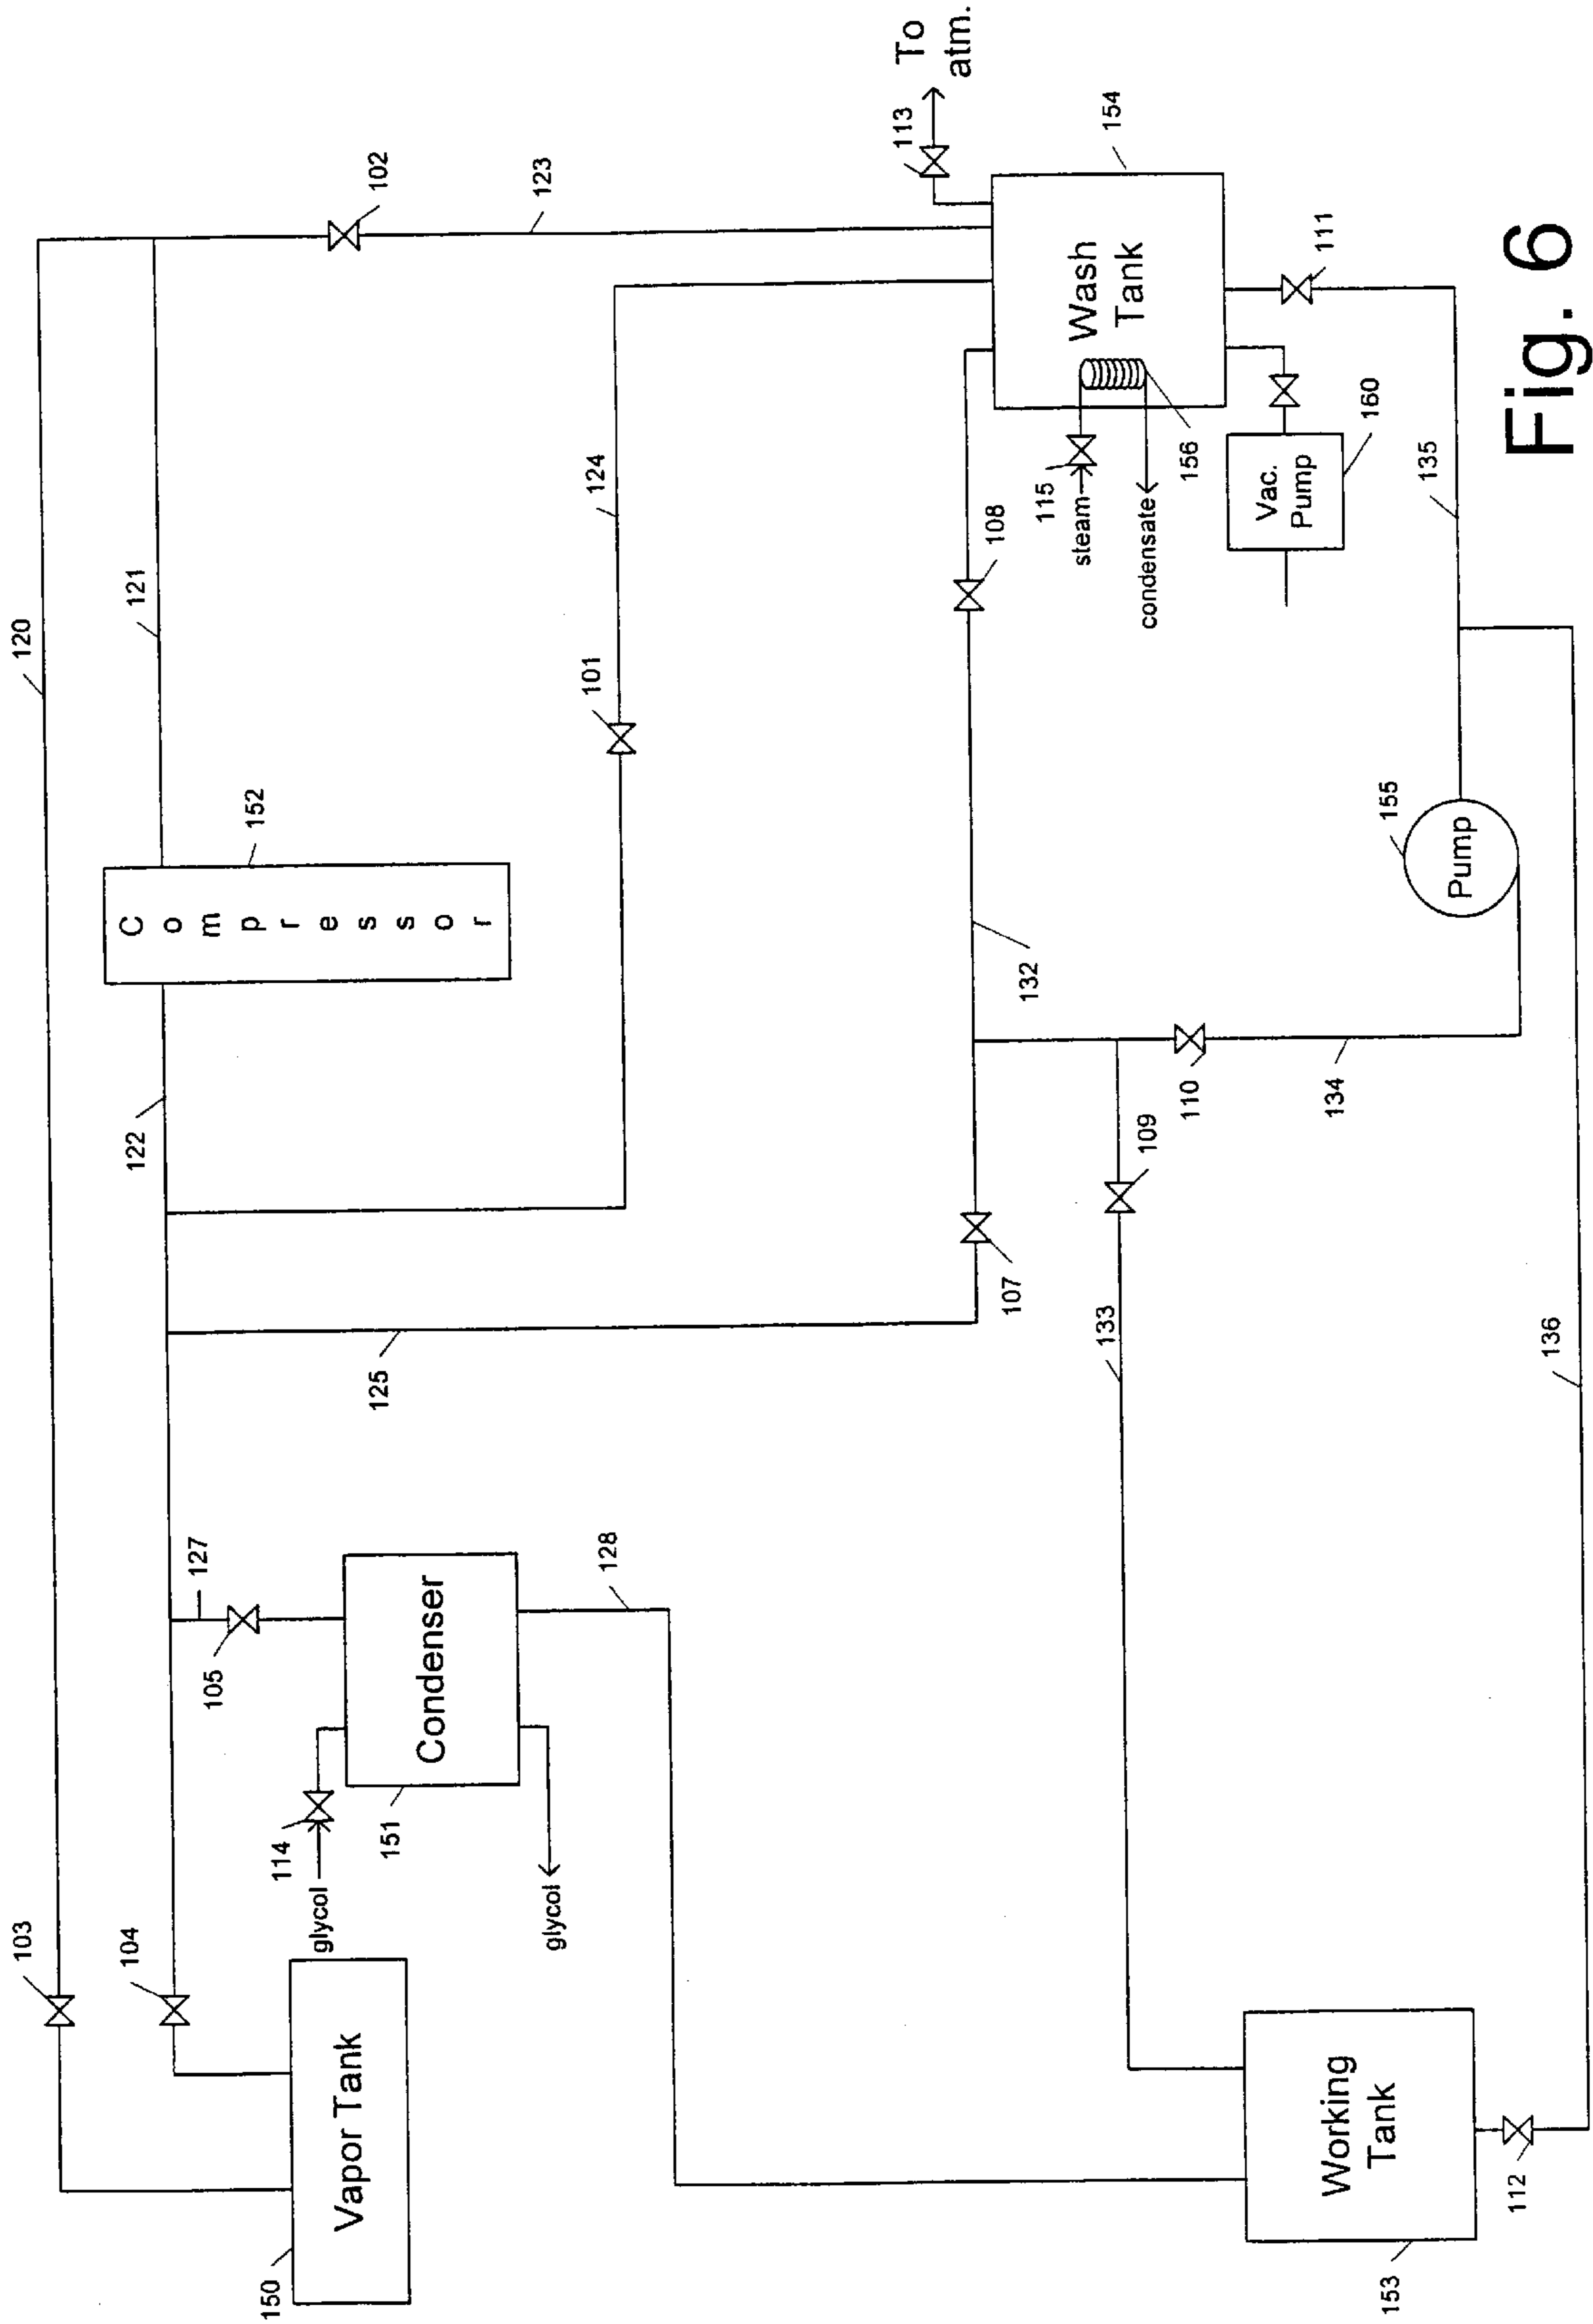 120
121
102
123
103
122
152
C
o
m
p
r
e
s
s
o
r
104
127
124
101
125
105
113
To
atm.
114
glycol
151
Condenser
128
glycol
150
Vapor Tank
108
132
107
154
Wash
Tank
115
steam
condensate
156
109
133
110
134
111
Vac.
Pump
160
135
155
Pump
Working
Tank
153
112
136
Fig. 6